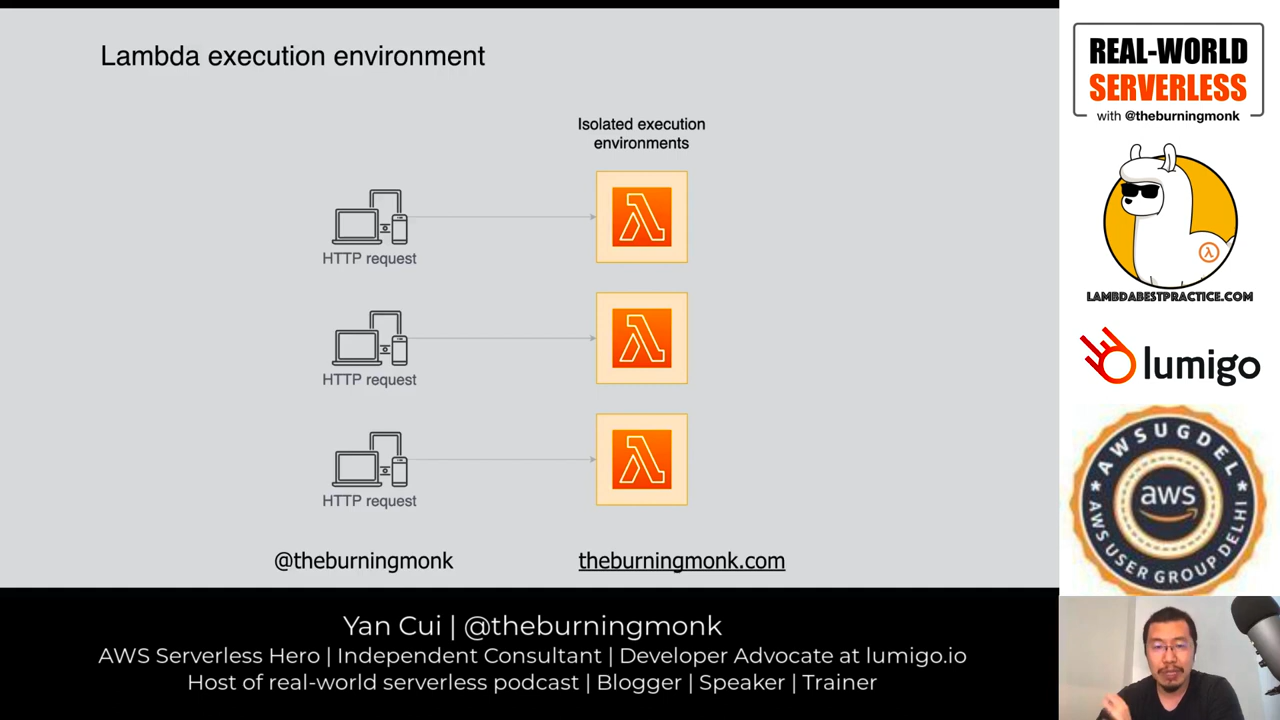 Lambda execution environment
Isolated execution
environments
HTTP request
HTTP request
HTTP request
@theburningmonk
theburningmonk.com
Yan Cui | @theburningmonk
AWS Serverless Hero | Independent Consultant | Developer Advocate at lumigo.io
Host of real-world serverless podcast | Blogger | Speaker | Trainer
REAL-WORLD
SERVERLESS
with @theburningmonk
λ
LAMBDABESTPRACTICE.COM
lumigo
AWSUGDEL
aws
AWS USER GROUP DELHI